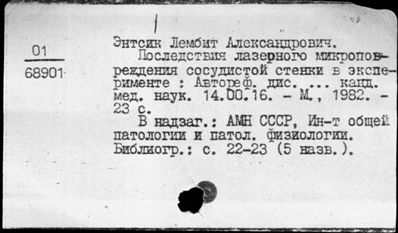 01
68901
Энтсик Лембит Александрович.
Последствия лазерного микропов-
реждения сосудистой стенки в экспе-
рименте : Автореф. дис. ... канд.
мед. наук. 14.00.16. - М., 1982. -
23 с.
В надзаг.: АМН СССР, Ин-т общей
патологии и патол. физиологии.
Библиогр.: с. 22-23 (5 назв.).